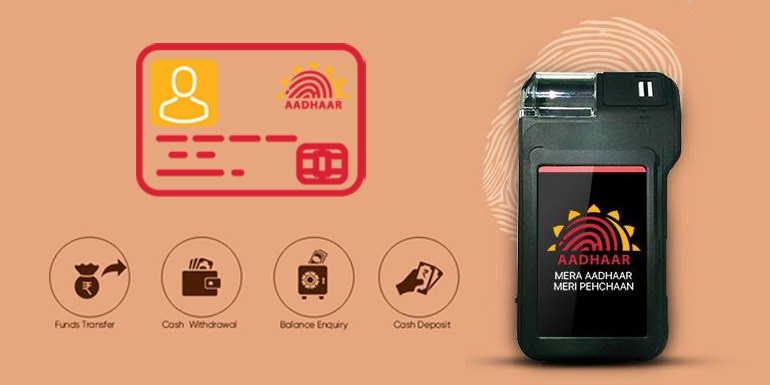 AADHAAR
AADHAAR
MERA AADHAAR
MERI PEHCHAAN
Funds Transfer
Cash Withdrawal
Balance Enquiry
Cash Deposit